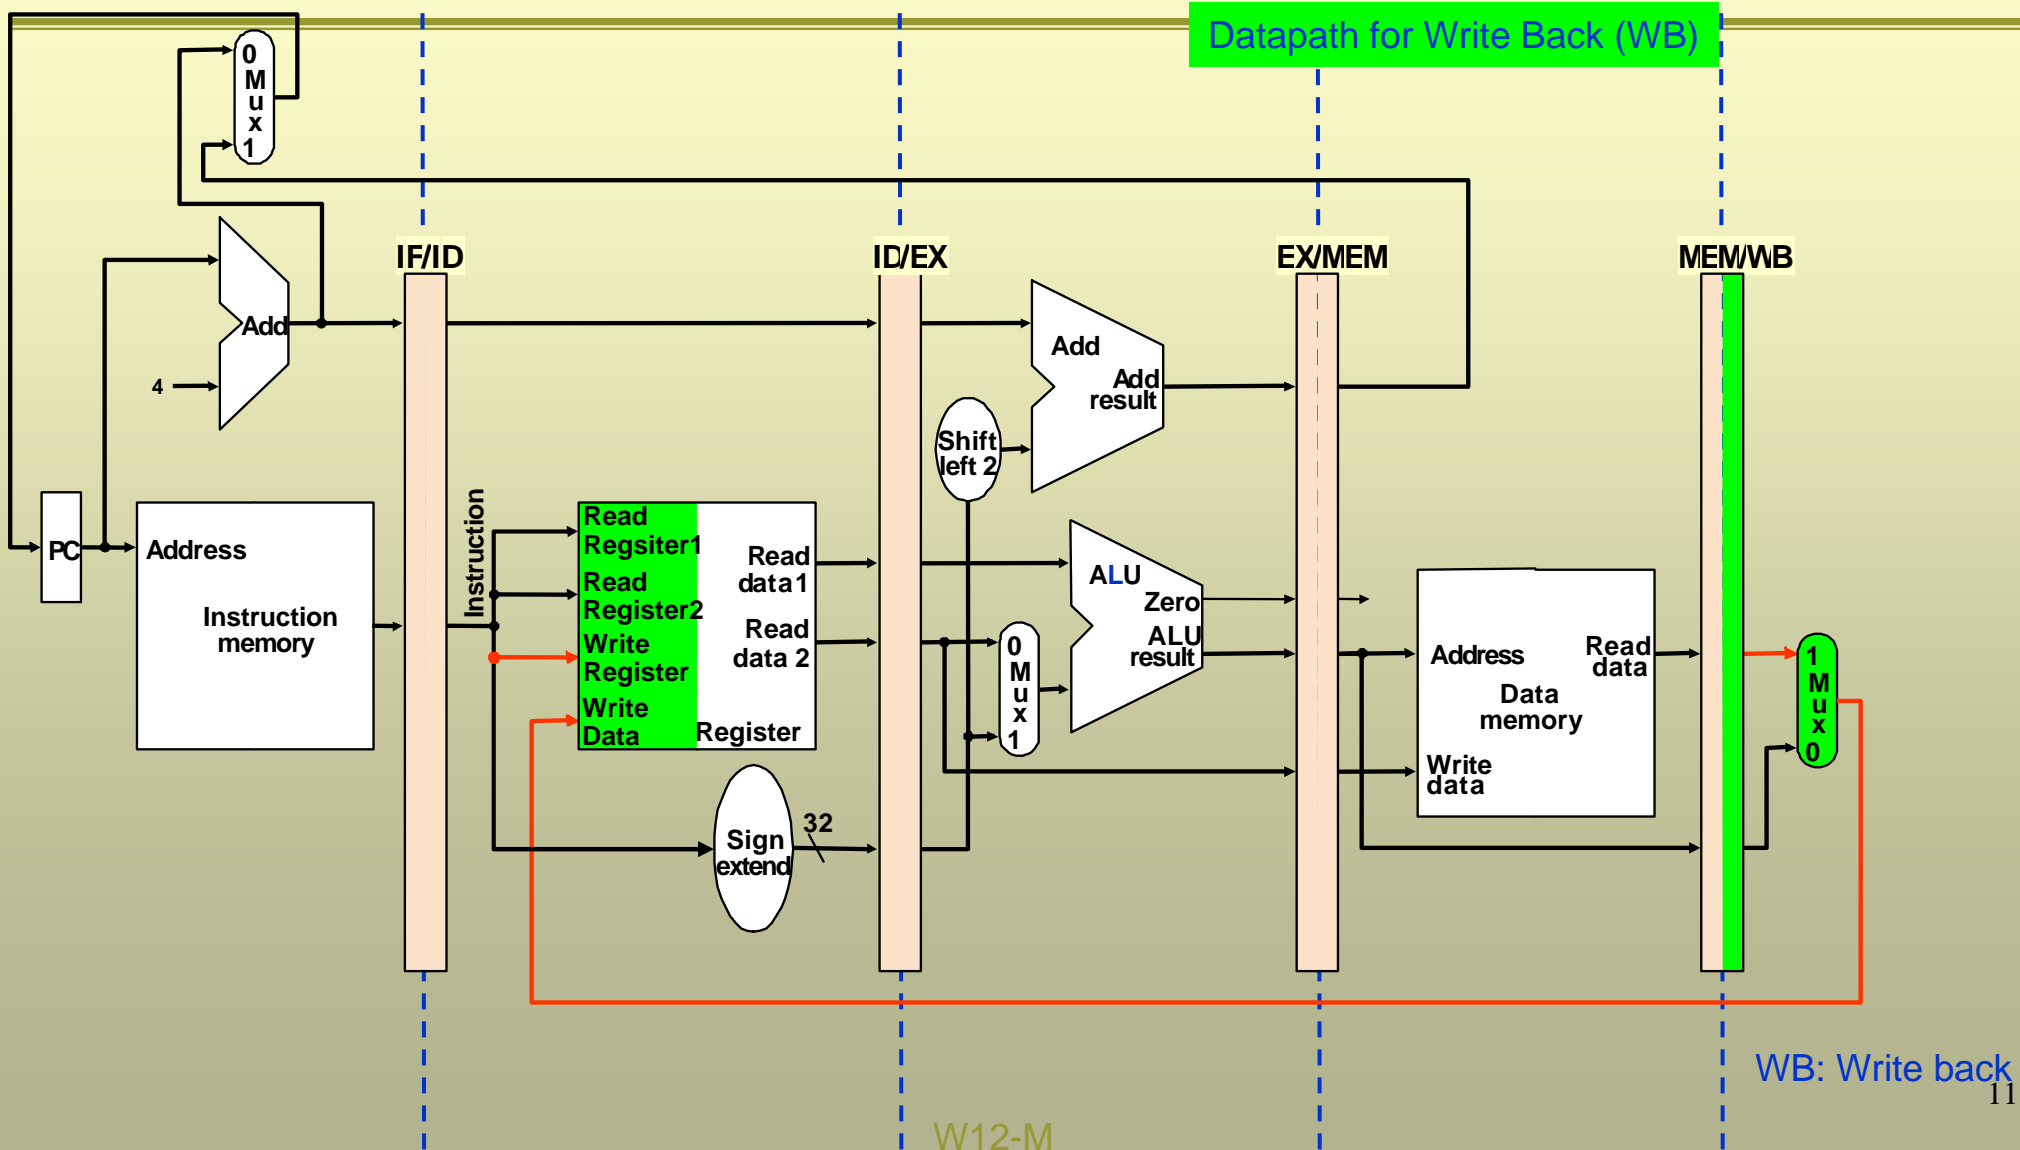 Datapath for Write Back (WB)
0
M
u
x
1
IF/ID
ID/EX
EX/MEM
MEM/WB
Add
4
Add
Add
result
Shift
left 2
PC
Address
Instruction
memory
Instruction
Read
Regsiter1
Read
Register2
Write
Register
Write
Data
Read
data1
Read
data 2
Register
Sign
extend
32
0
M
u
x
1
ALU
Zero
ALU
result
Address
Read
data
Data
memory
Write
data
1
M
u
x
0
WB: Write back
11
W12-M